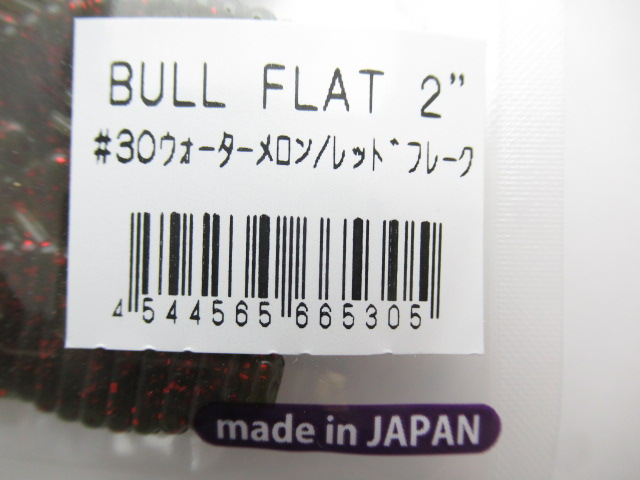 BULL FLAT 2”
#30ウォーターメロン/レッドフレーク
4 544565 665305
made in JAPAN